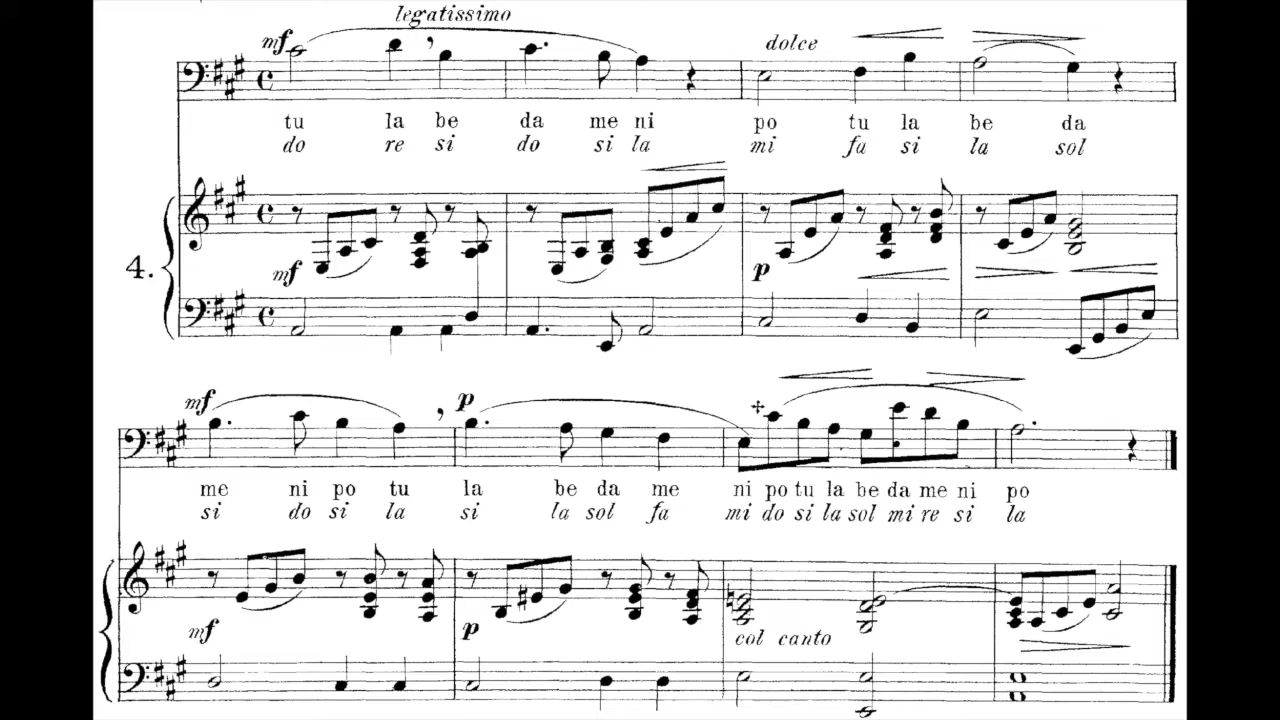 legatissimo
mf dolce
tu la be da me ni po tu la be da
do re si do si la mi fa si la sol
4. mf p
mf p
me ni po tu la be da me ni po tu la be da me ni po
si do si la si la sol fa mi do si la sol mi re si la
mf p col canto